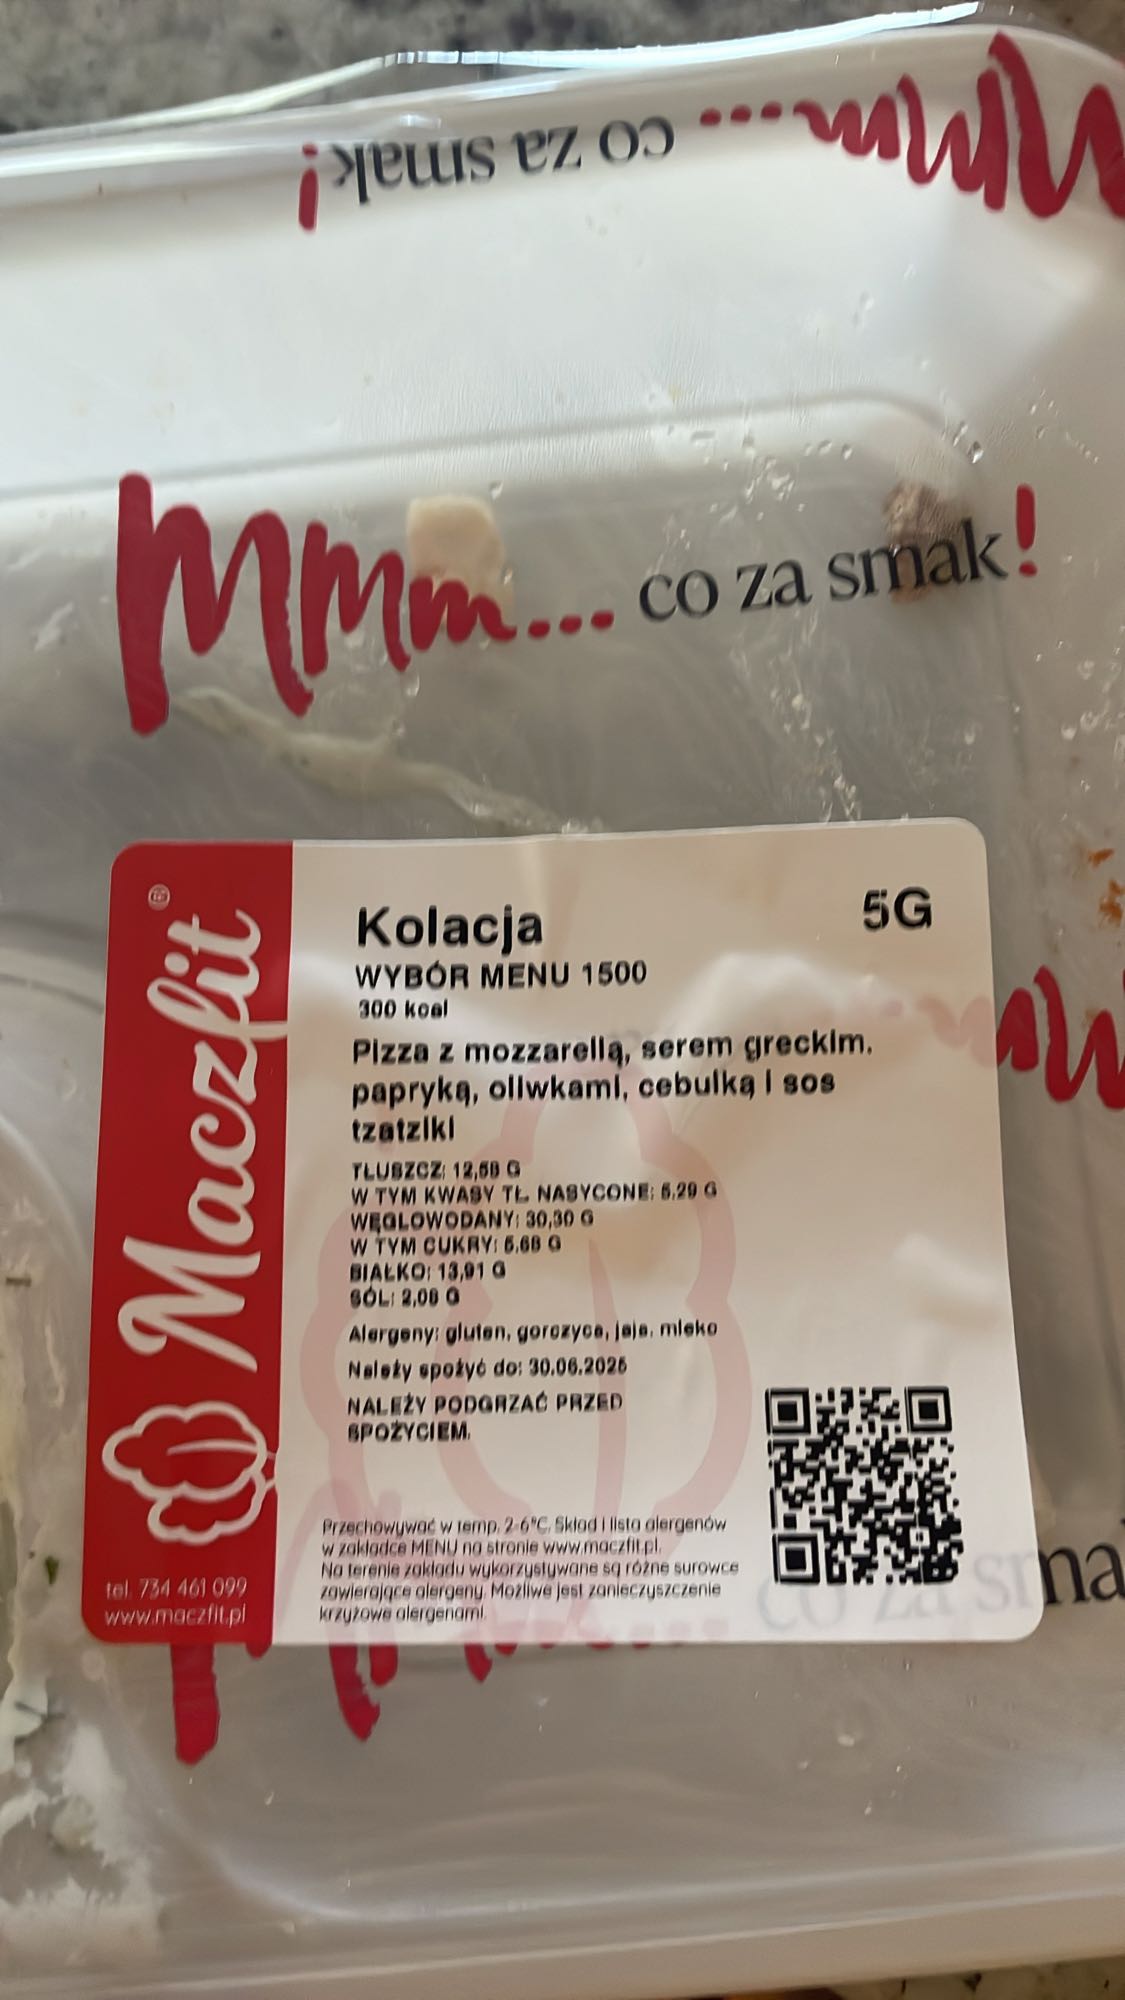 Mmm... co za smak!
Mmm... co za smak!
Maczfit®
tel. 734 461 099
www.maczfit.pl
Kolacja
5G
WYBÓR MENU 1500
300 kcal
Pizza z mozzarellą, serem greckim,
papryką, oliwkami, cebulką i sos
tzatziki
TŁUSZCZ: 12,58 G
W TYM KWASY TŁ. NASYCONE: 5,29 G
WĘGLOWODANY: 30,30 G
W TYM CUKRY: 5,68 G
BIAŁKO: 13,91 G
SÓL: 2,08 G
Alergeny: gluten, gorczyca, jaja, mleko
Należy spożyć do: 30.06.2025
NALEŻY PODGRZAĆ PRZED
SPOŻYCIEM.
Przechowywać w temp. 2-6°C. Skład i lista alergenów
w zakładce MENU na stronie www.maczfit.pl.
Na terenie zakładu wykorzystywane są różne surowce
zawierające alergeny. Możliwe jest zanieczyszczenie
krzyżowe alergenami.
co za sma